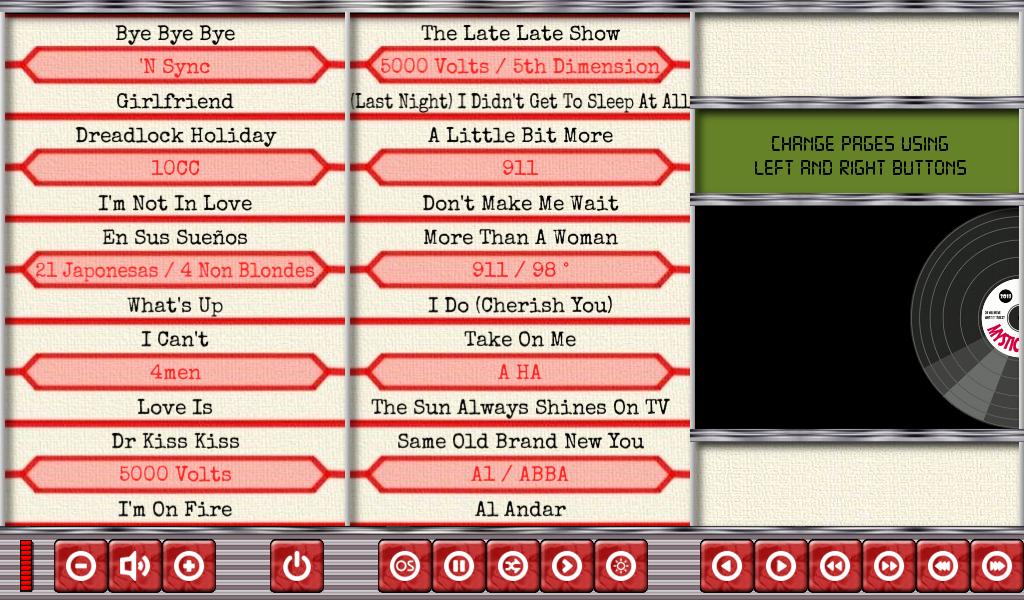 Bye Bye Bye
'N Sync
Girlfriend
Dreadlock Holiday
10CC
I'm Not In Love
En Sus Sueños
21 Japonesas / 4 Non Blondes
What's Up
I Can't
4men
Love Is
Dr Kiss Kiss
5000 Volts
I'm On Fire
The Late Late Show
5000 Volts / 5th Dimension
(Last Night) I Didn't Get To Sleep At All
A Little Bit More
911
Don't Make Me Wait
More Than A Woman
911 / 98 °
I Do (Cherish You)
Take On Me
A HA
The Sun Always Shines On TV
Same Old Brand New You
A1 / ABBA
Al Andar
CHANGE PAGES USING
LEFT AND RIGHT BUTTONS
MYSTIC
OS